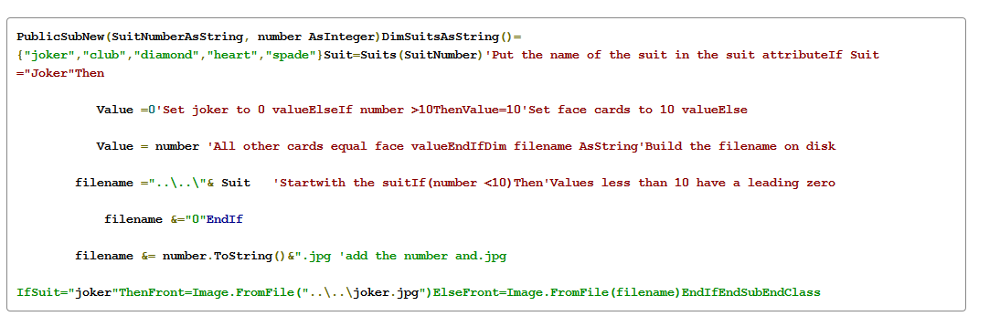 PublicSubNew(SuitNumberAsString, number AsInteger)DimSuitsAsString()=
{"joker","club","diamond","heart","spade"}Suit=Suits(SuitNumber)'Put the name of the suit in the suit attributeIf Suit
="Joker"Then
Value =0'Set joker to 0 valueElseIf number >10ThenValue=10'Set face cards to 10 valueElse
Value = number 'All other cards equal face valueEndIfDim filename AsString'Build the filename on disk
filename ="..\..\"& Suit   'Startwith the suitIf(number <10)Then'Values less than 10 have a leading zero
filename &="0"EndIf
filename &= number.ToString()&".jpg 'add the number and.jpg
IfSuit="joker"ThenFront=Image.FromFile("..\..\joker.jpg")ElseFront=Image.FromFile(filename)EndIfEndSubEndClass